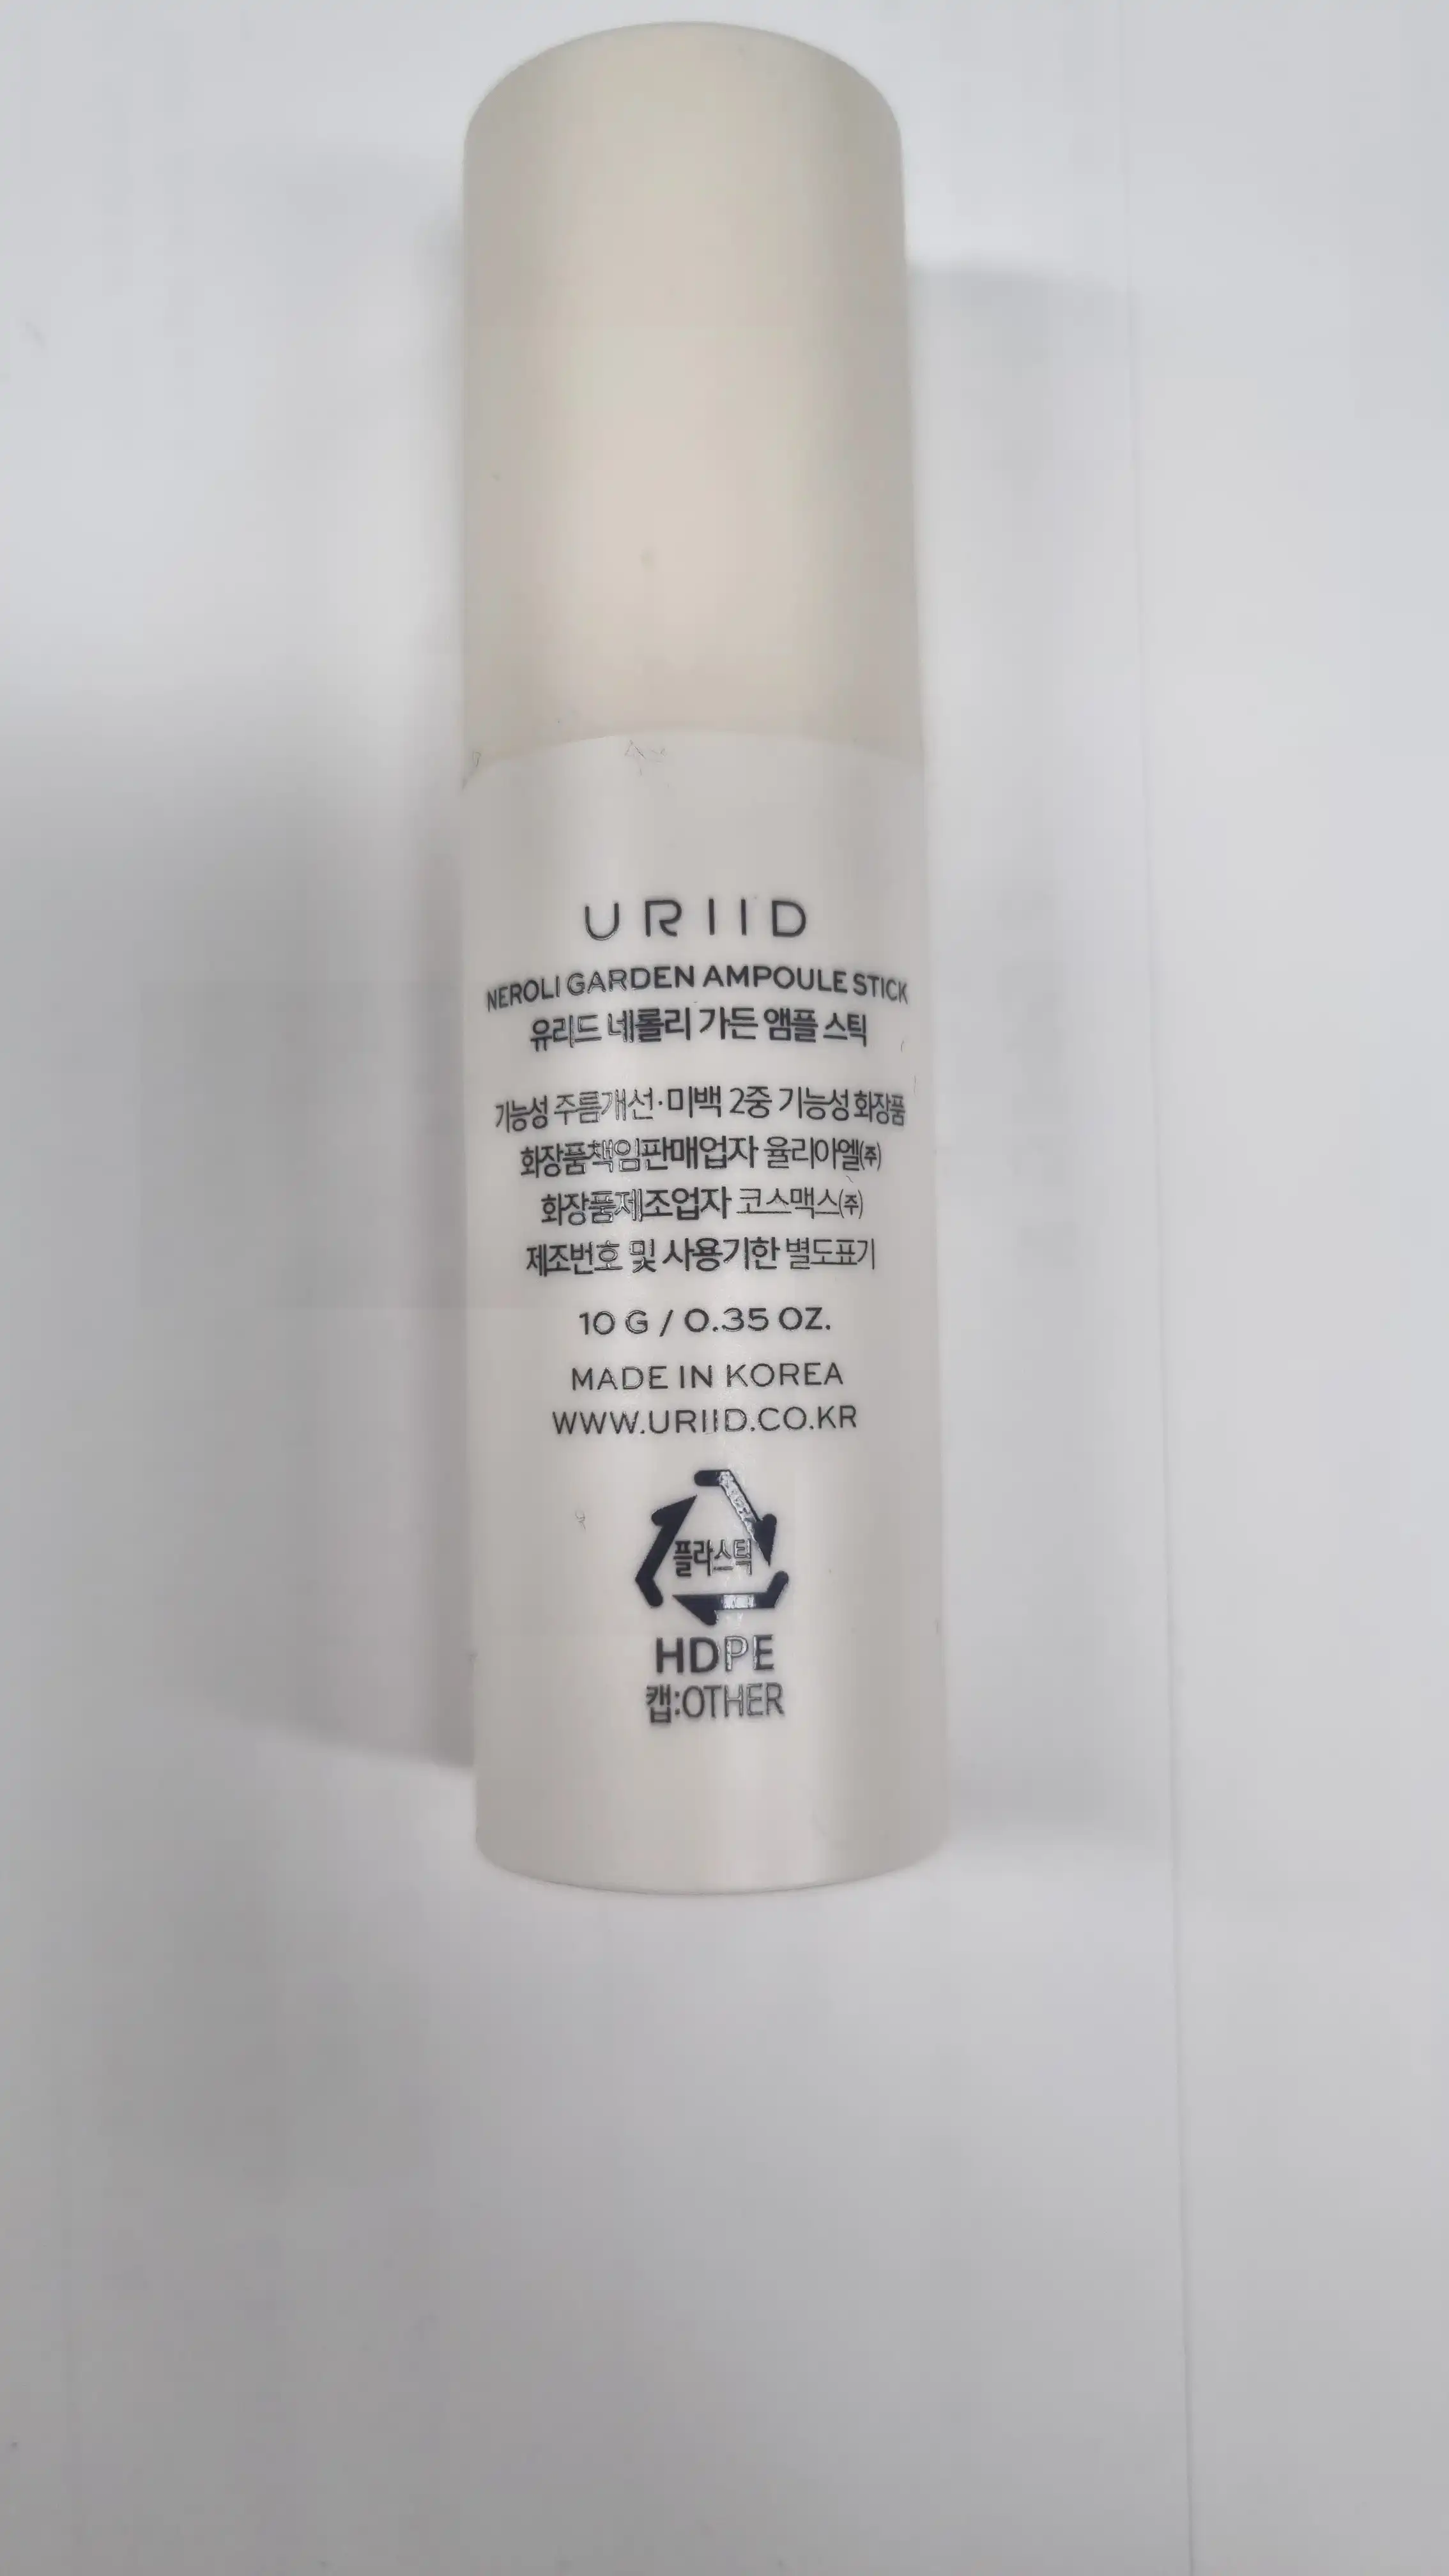 URIID
NEROLI GARDEN AMPOULE STICK
유리드 네롤리 가든 앰플 스틱
기능성 주름개선·미백 2중 기능성 화장품
화장품책임판매업자 율리아엘(주)
화장품제조업자 코스맥스(주)
제조번호 및 사용기한 별도표기
10 G / 0.35 OZ.
MADE IN KOREA
WWW.URIID.CO.KR
플라스틱
HDPE
캡:OTHER